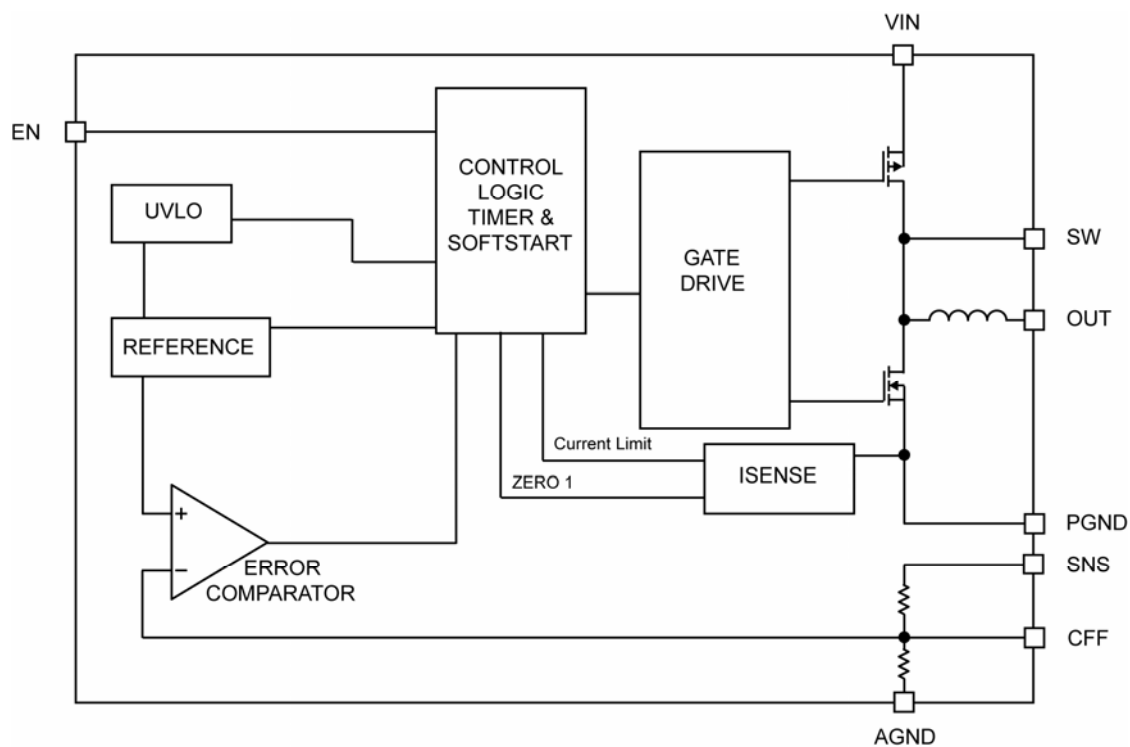 VIN
EN
CONTROL
LOGIC
TIMER &
SOFTSTART
UVLO
GATE
DRIVE
SW
OUT
REFERENCE
Current Limit
ISENSE
ZERO 1
+
−
ERROR
COMPARATOR
PGND
SNS
CFF
AGND